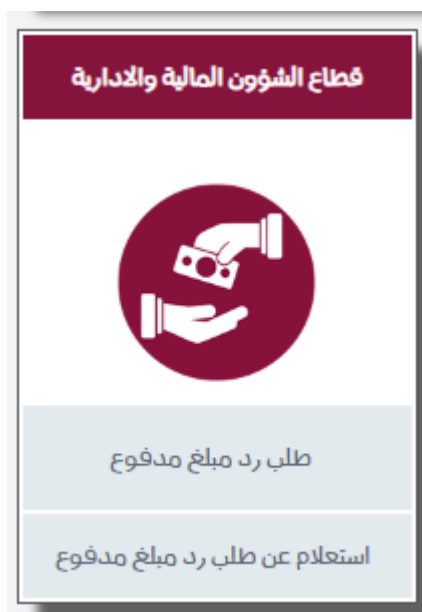 قطاع الشؤون المالية والادارية
طلب رد مبلغ مدفوع
استعلام عن طلب رد مبلغ مدفوع